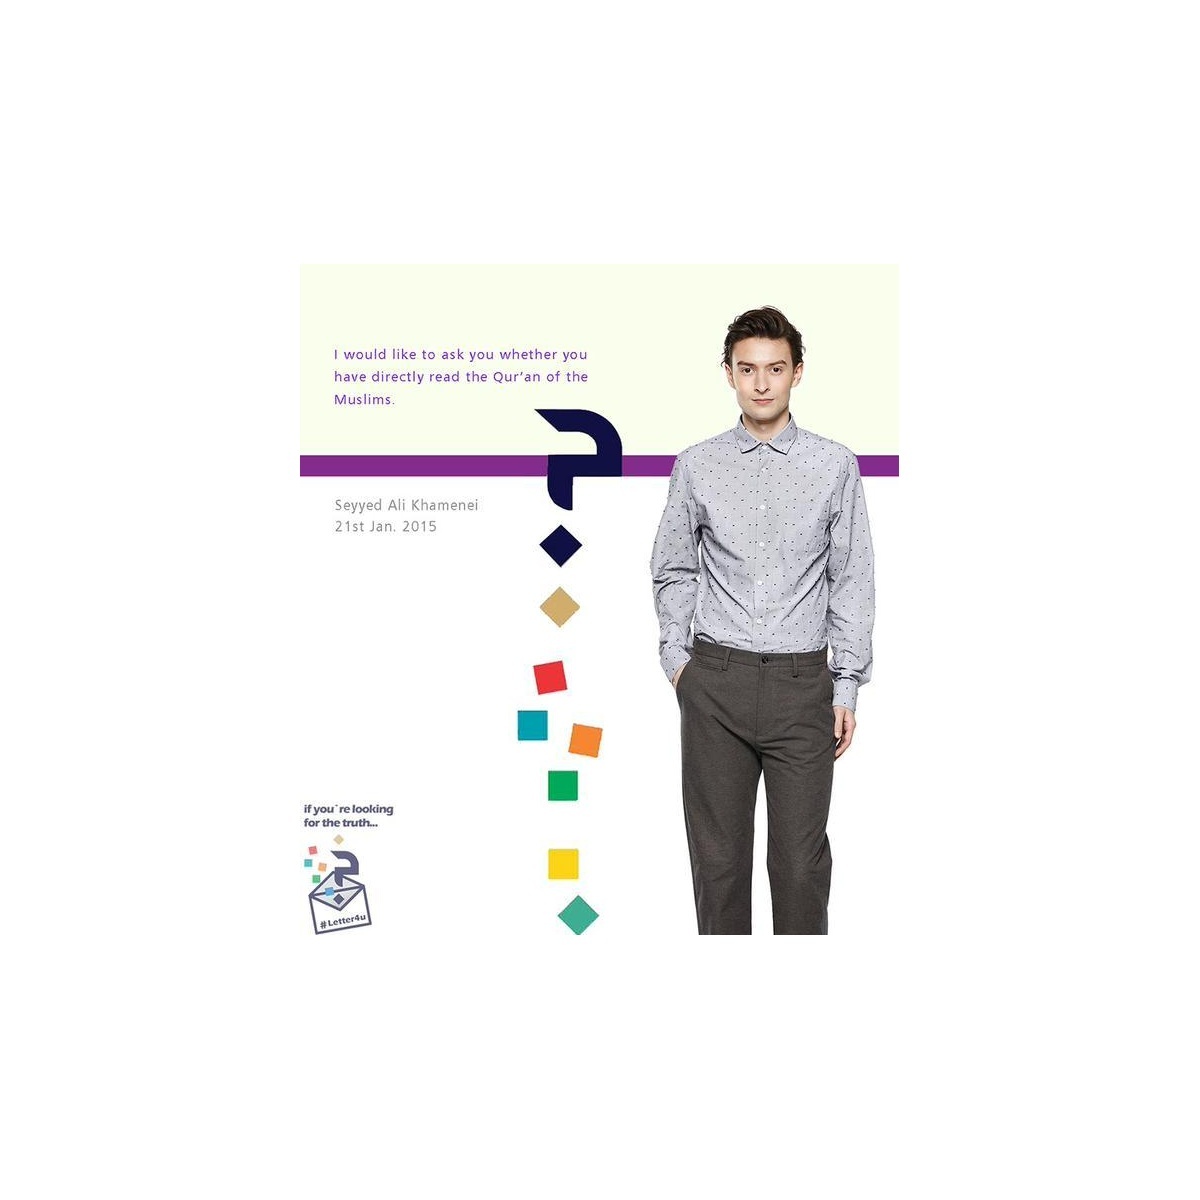 I would like to ask you whether you
have directly read the Qur’an of the
Muslims.
Seyyed Ali Khamenei
21st Jan. 2015
if you`re looking
for the truth...
#Letter4u